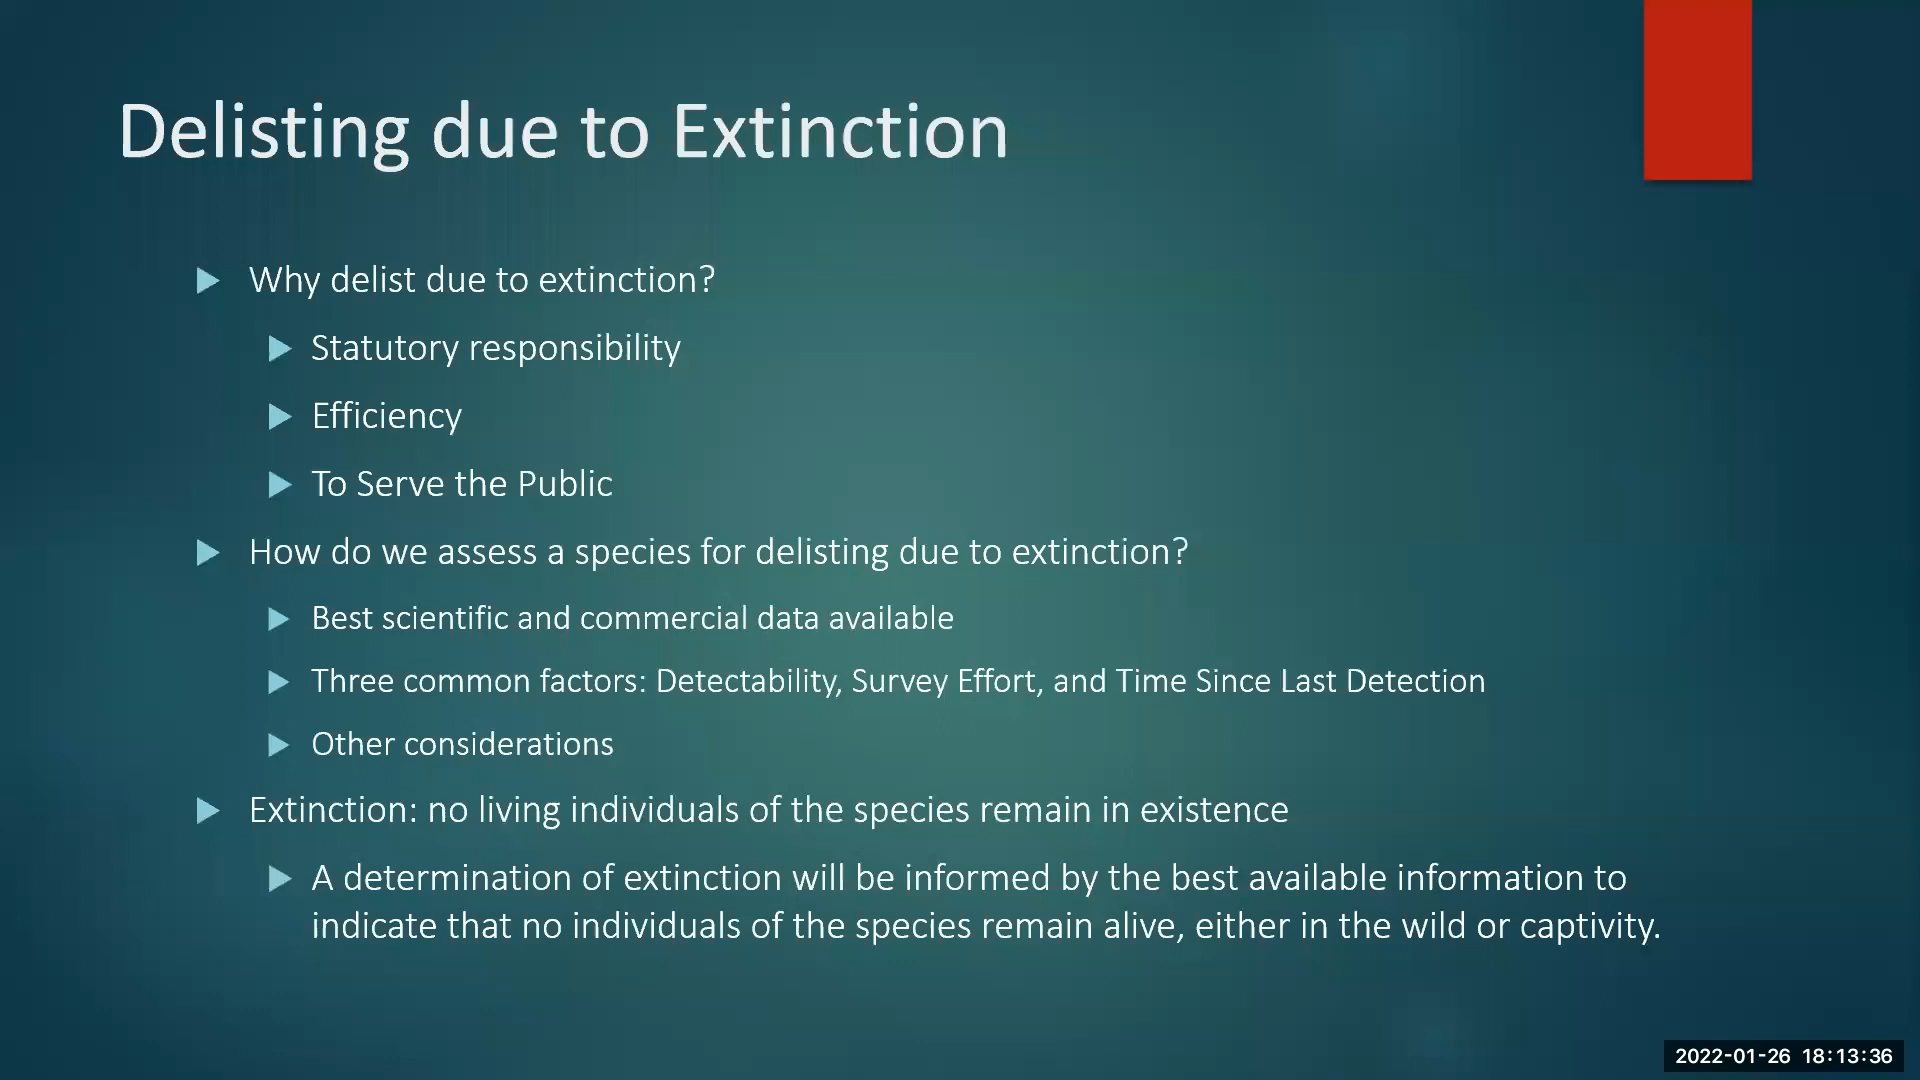 Delisting due to Extinction
Why delist due to extinction?
Statutory responsibility
Efficiency
To Serve the Public
How do we assess a species for delisting due to extinction?
Best scientific and commercial data available
Three common factors: Detectability, Survey Effort, and Time Since Last Detection
Other considerations
Extinction: no living individuals of the species remain in existence
A determination of extinction will be informed by the best available information to
indicate that no individuals of the species remain alive, either in the wild or captivity.
2022-01-26 18:13:36